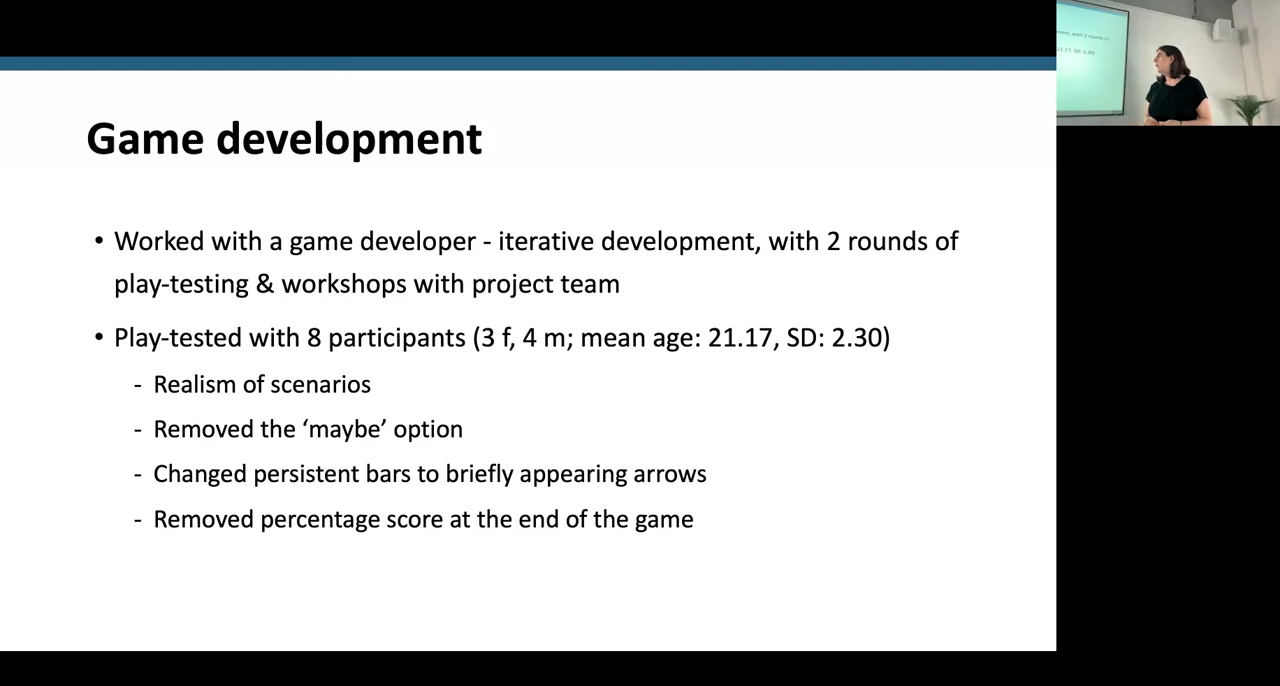 Game development
• Worked with a game developer - iterative development, with 2 rounds of
play-testing & workshops with project team
• Play-tested with 8 participants (3 f, 4 m; mean age: 21.17, SD: 2.30)
- Realism of scenarios
- Removed the ‘maybe’ option
- Changed persistent bars to briefly appearing arrows
- Removed percentage score at the end of the game